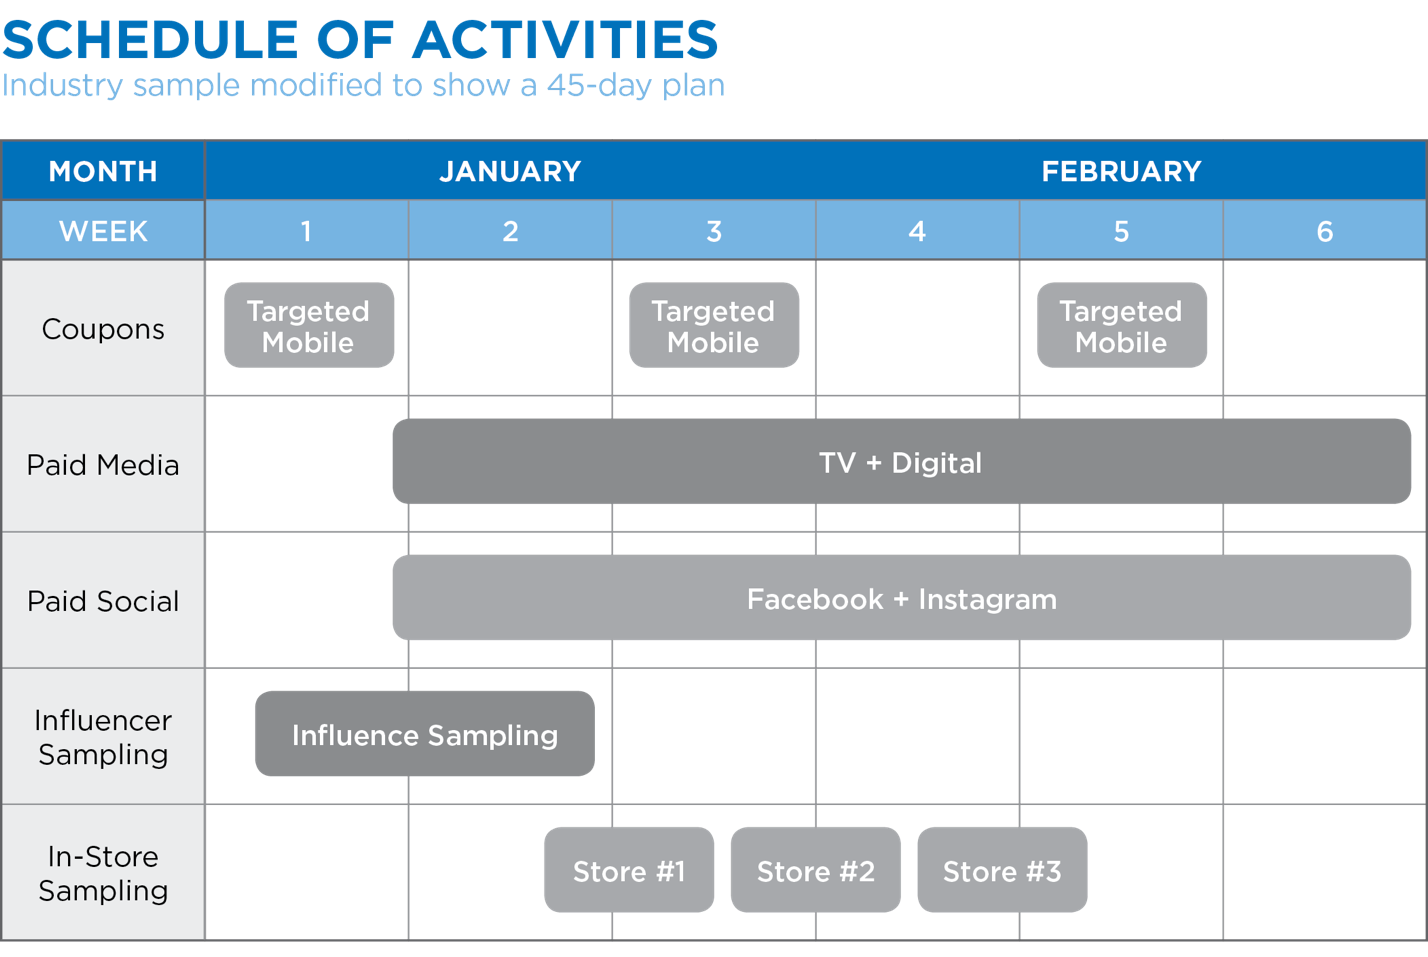 SCHEDULE OF ACTIVITIES
Industry sample modified to show a 45-day plan
MONTH JANUARY FEBRUARY
WEEK 1 2 3 4 5 6
Coupons
Targeted
Mobile
Targeted
Mobile
Targeted
Mobile
Paid Media
TV + Digital
Paid Social
Facebook + Instagram
Influencer
Sampling
Influence Sampling
In-Store
Sampling
Store #1
Store #2
Store #3